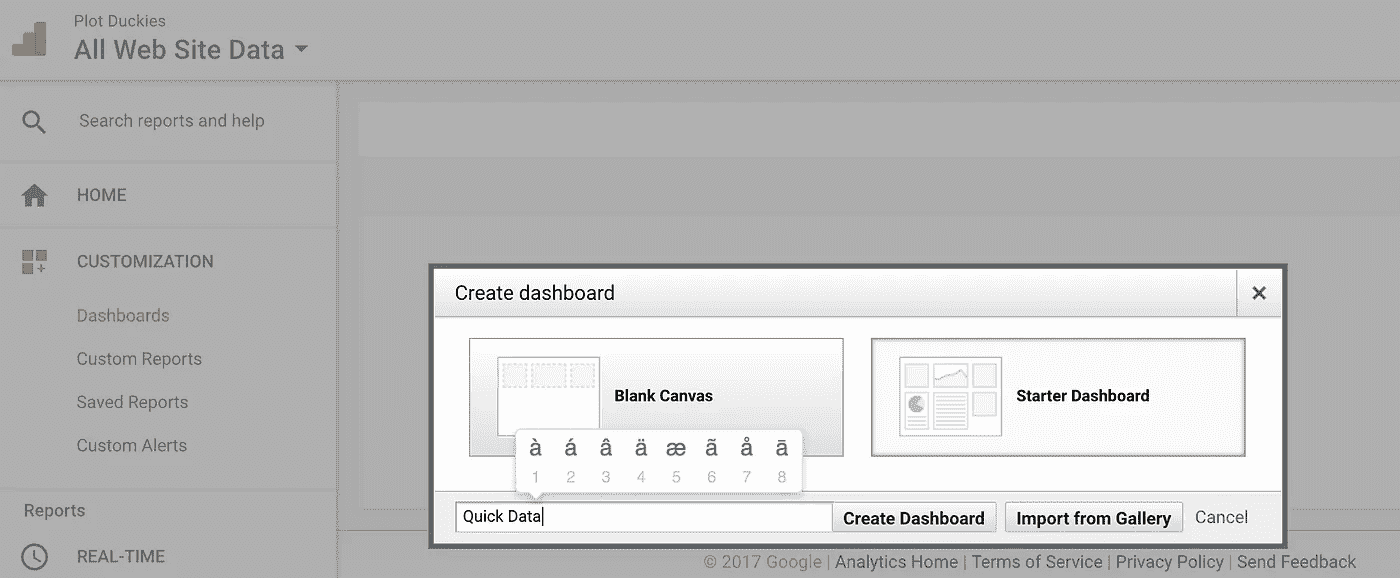 Plot Duckies
All Web Site Data
Search reports and help
HOME
CUSTOMIZATION
Dashboards
Custom Reports
Saved Reports
Custom Alerts
Reports
REAL-TIME
Create dashboard
Blank Canvas
Starter Dashboard
à á â ä æ ã å ā
1 2 3 4 5 6 7 8
Quick Data
Create Dashboard
Import from Gallery
Cancel
© 2017 Google | Analytics Home | Terms of Service | Privacy Policy | Send Feedback